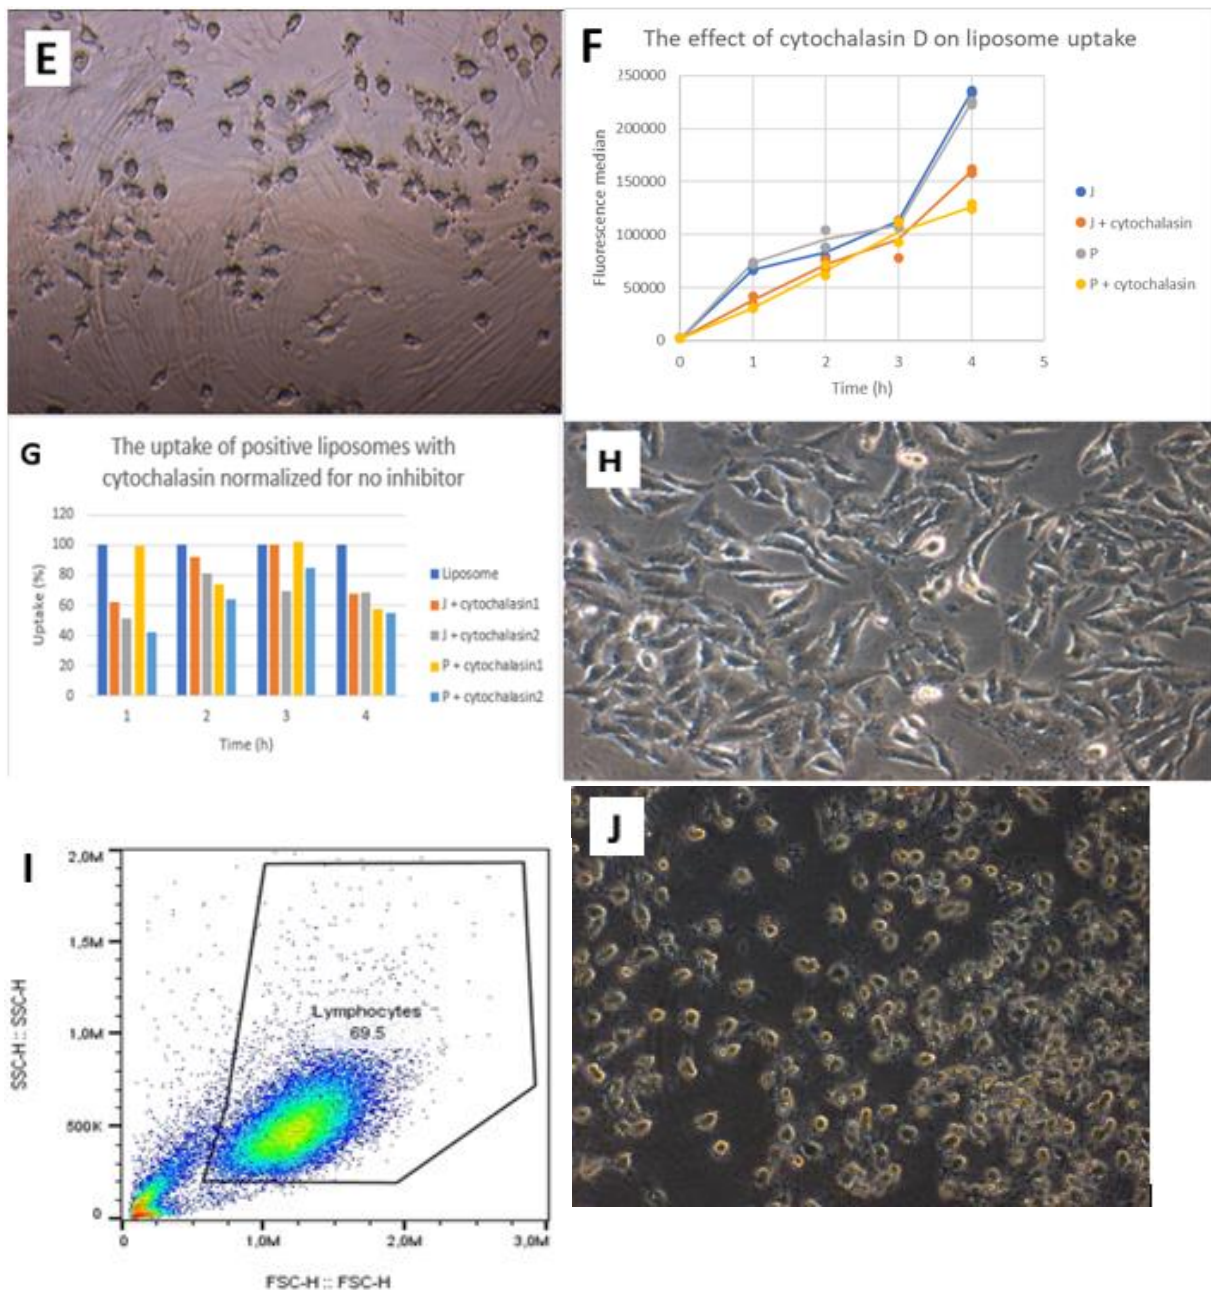 E
F
The effect of cytochalasin D on liposome uptake
250000
200000
150000
100000
50000
0
Fluorescence median
0 1 2 3 4 5
Time (h)
J
J + cytochalasin
P
P + cytochalasin
G
The uptake of positive liposomes with
cytochalasin normalized for no inhibitor
120
100
80
60
40
20
0
Uptake (%)
1 2 3 4
Time (h)
Liposome
J + cytochalasin1
J + cytochalasin2
P + cytochalasin1
P + cytochalasin2
H
I
2,0M
1,5M
1,0M
500K
0
SSC-H :: SSC-H
Lymphocytes
69.5
0 1,0M 2,0M 3,0M
FSC-H :: FSC-H
J